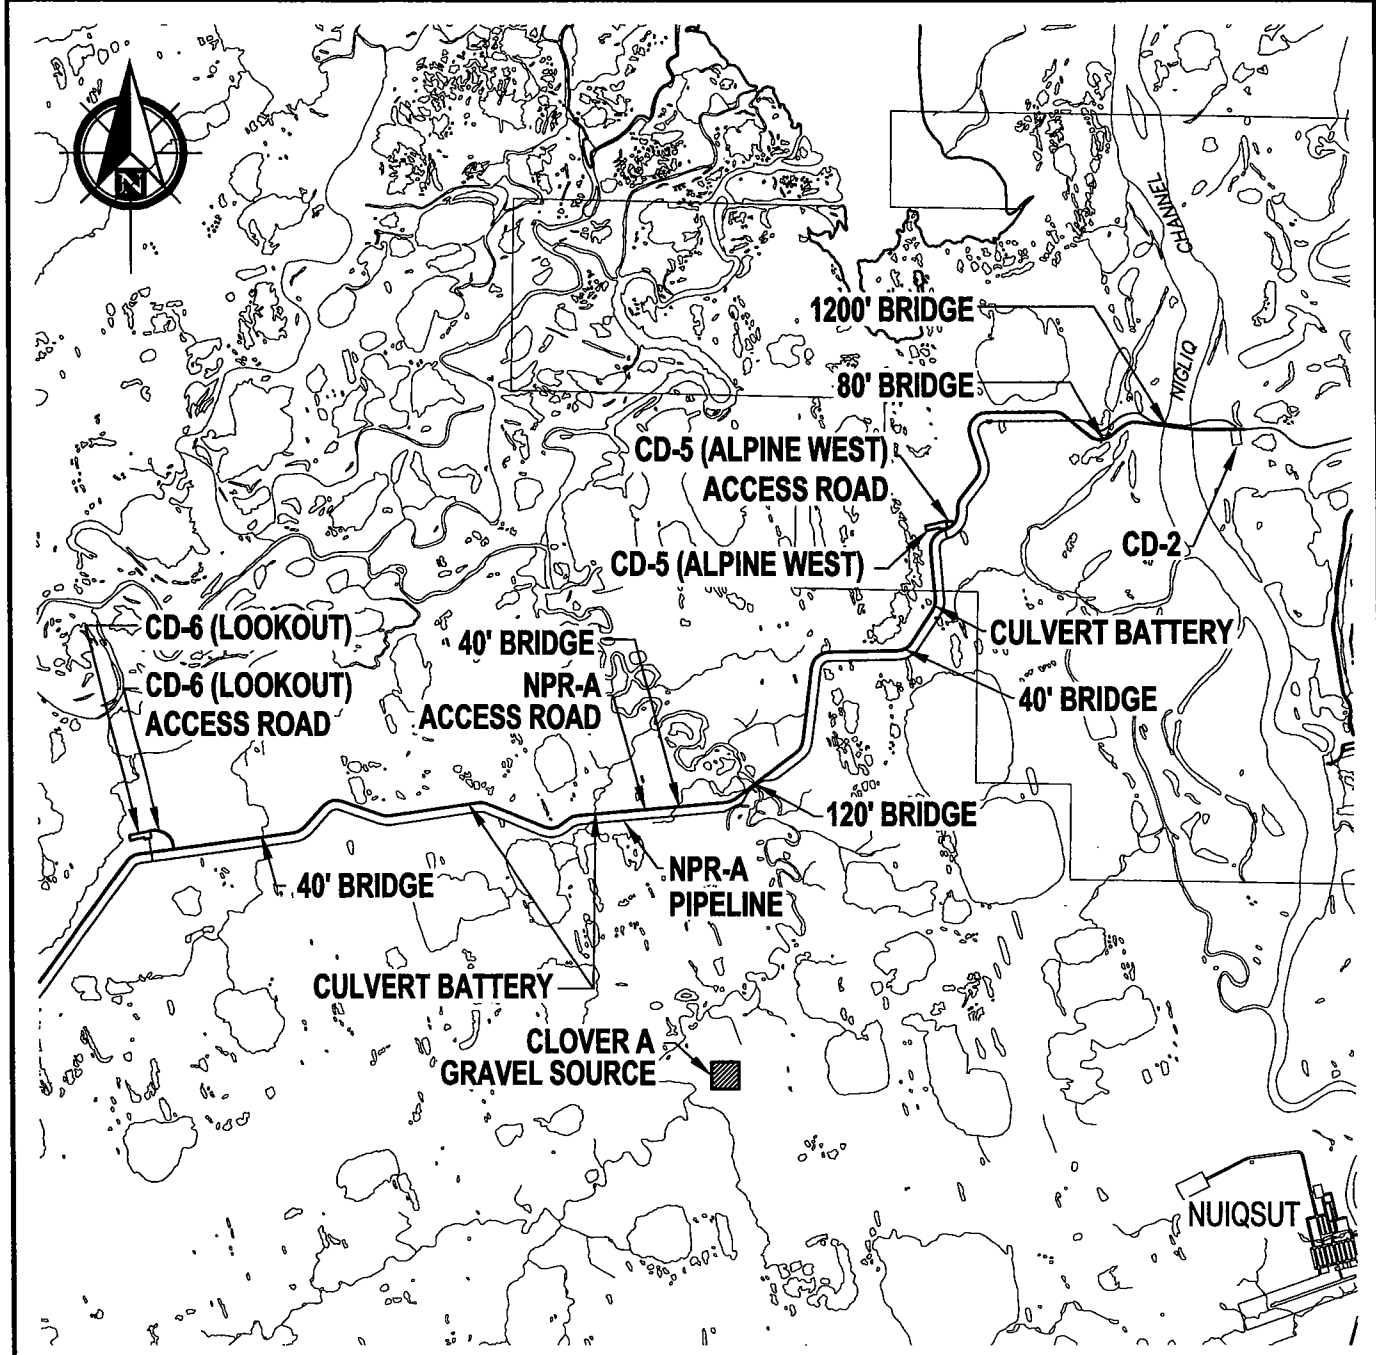 N
CHANNEL
1200' BRIDGE
NIGLIQ
80' BRIDGE
CD-5 (ALPINE WEST)
ACCESS ROAD
CD-2
CD-5 (ALPINE WEST)
CD-6 (LOOKOUT)
40' BRIDGE
CULVERT BATTERY
CD-6 (LOOKOUT)
ACCESS ROAD
NPR-A
ACCESS ROAD
40' BRIDGE
120' BRIDGE
40' BRIDGE
NPR-A
PIPELINE
CULVERT BATTERY
CLOVER A
GRAVEL SOURCE
NUIQSUT